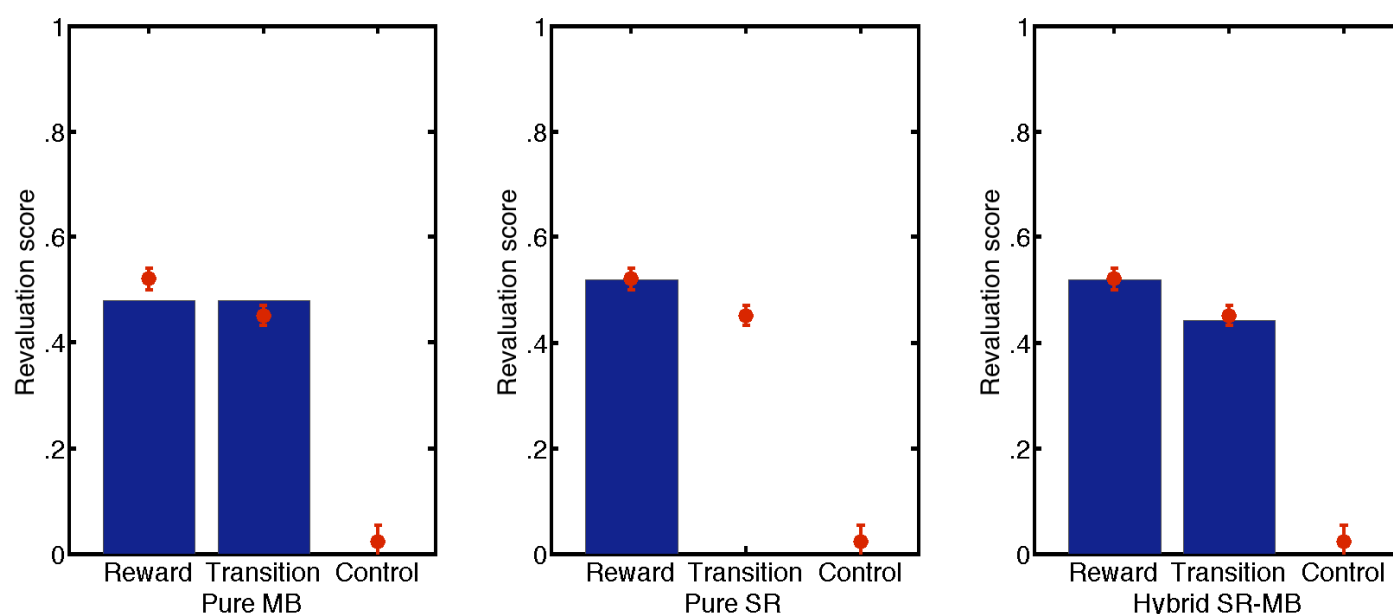 Revaluation score
1
.8
.6
.4
.2
0
Reward Transition Control
Pure MB
Revaluation score
1
.8
.6
.4
.2
0
Reward Transition Control
Pure SR
Revaluation score
1
.8
.6
.4
.2
0
Reward Transition Control
Hybrid SR-MB